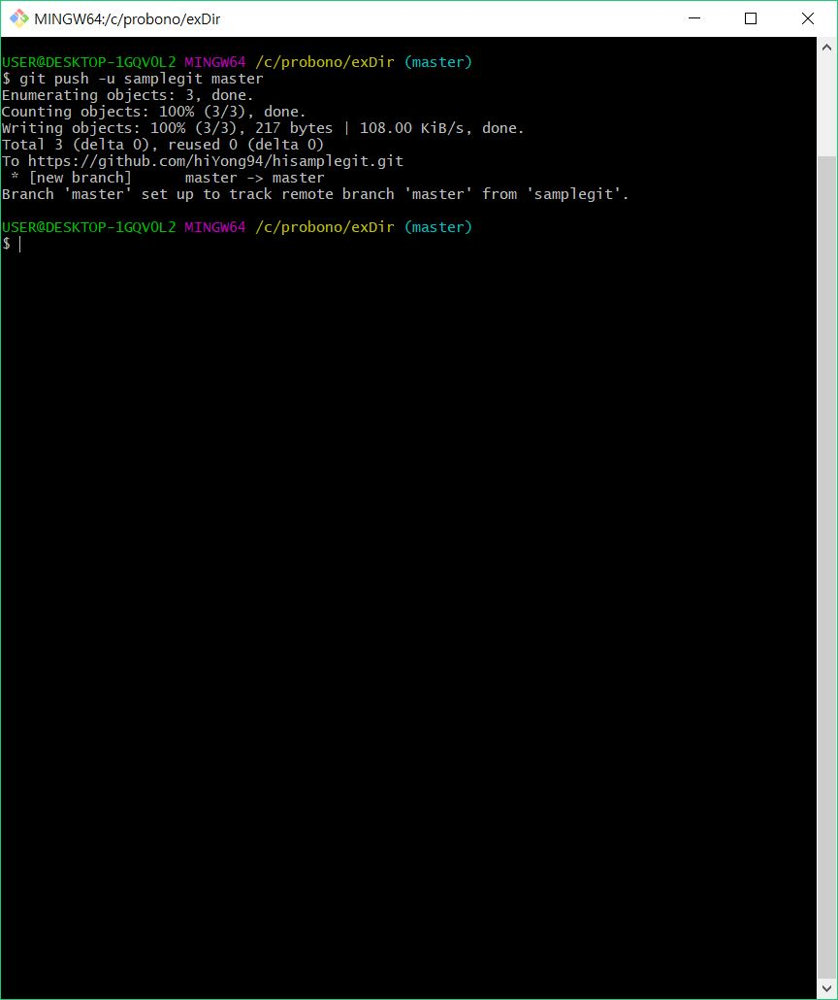 MINGW64:/c/probono/exDir
USER@DESKTOP-1GQVOL2 MINGW64 /c/probono/exDir (master)
$ git push -u samplegit master
Enumerating objects: 3, done.
Counting objects: 100% (3/3), done.
Writing objects: 100% (3/3), 217 bytes | 108.00 KiB/s, done.
Total 3 (delta 0), reused 0 (delta 0)
To https://github.com/hiYong94/hisamplegit.git
 * [new branch]      master -> master
Branch 'master' set up to track remote branch 'master' from 'samplegit'.
USER@DESKTOP-1GQVOL2 MINGW64 /c/probono/exDir (master)
$